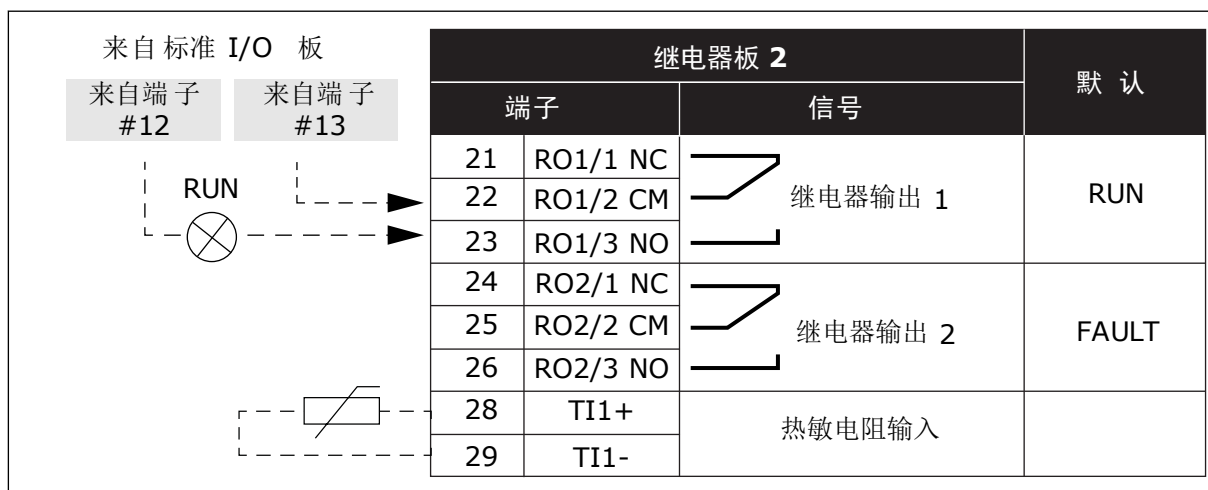 来自标准 I/O 板
来自端子
#12
来自端子
#13
RUN
继电器板 2
默认
端子
信号
21 RO1/1 NC
22 RO1/2 CM
23 RO1/3 NO
继电器输出 1
RUN
24 RO2/1 NC
25 RO2/2 CM
26 RO2/3 NO
继电器输出 2
FAULT
28 TI1+
29 TI1-
热敏电阻输入